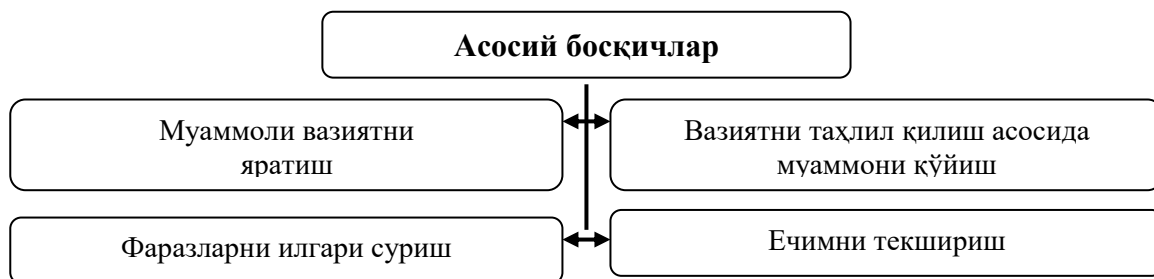 Асосий босқичлар
Муаммоли вазиятни
яратиш
Вазиятни таҳлил қилиш асосида
муаммони қўйиш
Фаразларни илгари суриш
Ечимни текшириш